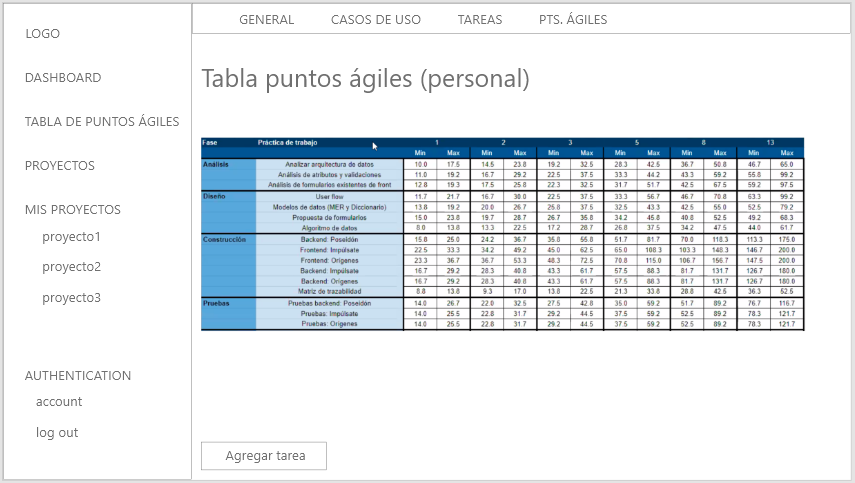 LOGO
DASHBOARD
TABLA DE PUNTOS ÁGILES
PROYECTOS
MIS PROYECTOS
proyecto1
proyecto2
proyecto3
AUTHENTICATION
account
log out
GENERAL CASOS DE USO TAREAS PTS. ÁGILES
Tabla puntos ágiles (personal)
Fase Práctica de trabajo 1 2 3 5 8 13
Min Max Min Max Min Max Min Max Min Max Min Max
Análisis Analizar arquitectura de datos 10.0 17.5 14.5 23.8 19.2 32.5 28.3 42.5 36.7 50.8 46.7 65.0
Análisis de atributos y validaciones 11.0 19.2 16.7 29.2 22.5 37.5 33.3 44.2 43.3 59.2 55.8 99.2
Análisis de formularios existentes de front 12.8 19.3 17.5 25.8 22.3 32.5 31.7 51.7 42.5 67.5 59.2 97.5
Diseño User flow 11.7 21.7 16.7 30.0 22.5 37.5 33.3 56.7 46.7 70.8 63.3 99.2
Modelos de datos (MER y Diccionario) 13.8 19.2 20.0 26.7 25.8 37.5 32.5 43.3 42.5 55.0 52.5 79.2
Propuesta de formularios 15.0 23.8 19.7 28.7 26.7 35.8 34.2 45.8 40.8 52.5 49.2 68.3
Algoritmo de datos 8.0 13.8 13.3 22.5 17.2 28.7 26.8 37.5 34.2 47.5 44.0 61.7
Construcción Backend: Poseidón 15.8 25.0 24.2 36.7 35.8 55.8 51.7 81.7 70.0 118.3 113.3 175.0
Frontend: Impúlsate 22.5 33.3 34.2 49.2 45.0 62.5 65.0 108.3 103.3 148.3 146.7 200.0
Frontend: Orígenes 23.3 36.7 36.7 53.3 48.3 72.5 70.8 115.0 106.7 156.7 147.5 200.0
Backend: Impúlsate 16.7 29.2 28.3 40.8 43.3 61.7 57.5 88.3 81.7 131.7 126.7 180.0
Backend: Orígenes 16.7 29.2 28.3 40.8 43.3 61.7 57.5 88.3 81.7 131.7 126.7 180.0
Matriz de trazabilidad 8.8 13.8 9.3 17.0 13.8 22.5 21.3 33.8 28.8 42.5 36.3 52.5
Pruebas Pruebas backend: Poseidón 14.0 26.7 22.0 32.5 27.5 42.8 35.0 59.2 51.7 89.2 76.7 116.7
Pruebas: Impúlsate 14.0 25.5 22.8 31.7 29.2 44.5 37.5 59.2 52.5 89.2 78.3 121.7
Pruebas: Orígenes 14.0 25.5 22.8 31.7 29.2 44.5 37.5 59.2 52.5 89.2 78.3 121.7
Agregar tarea